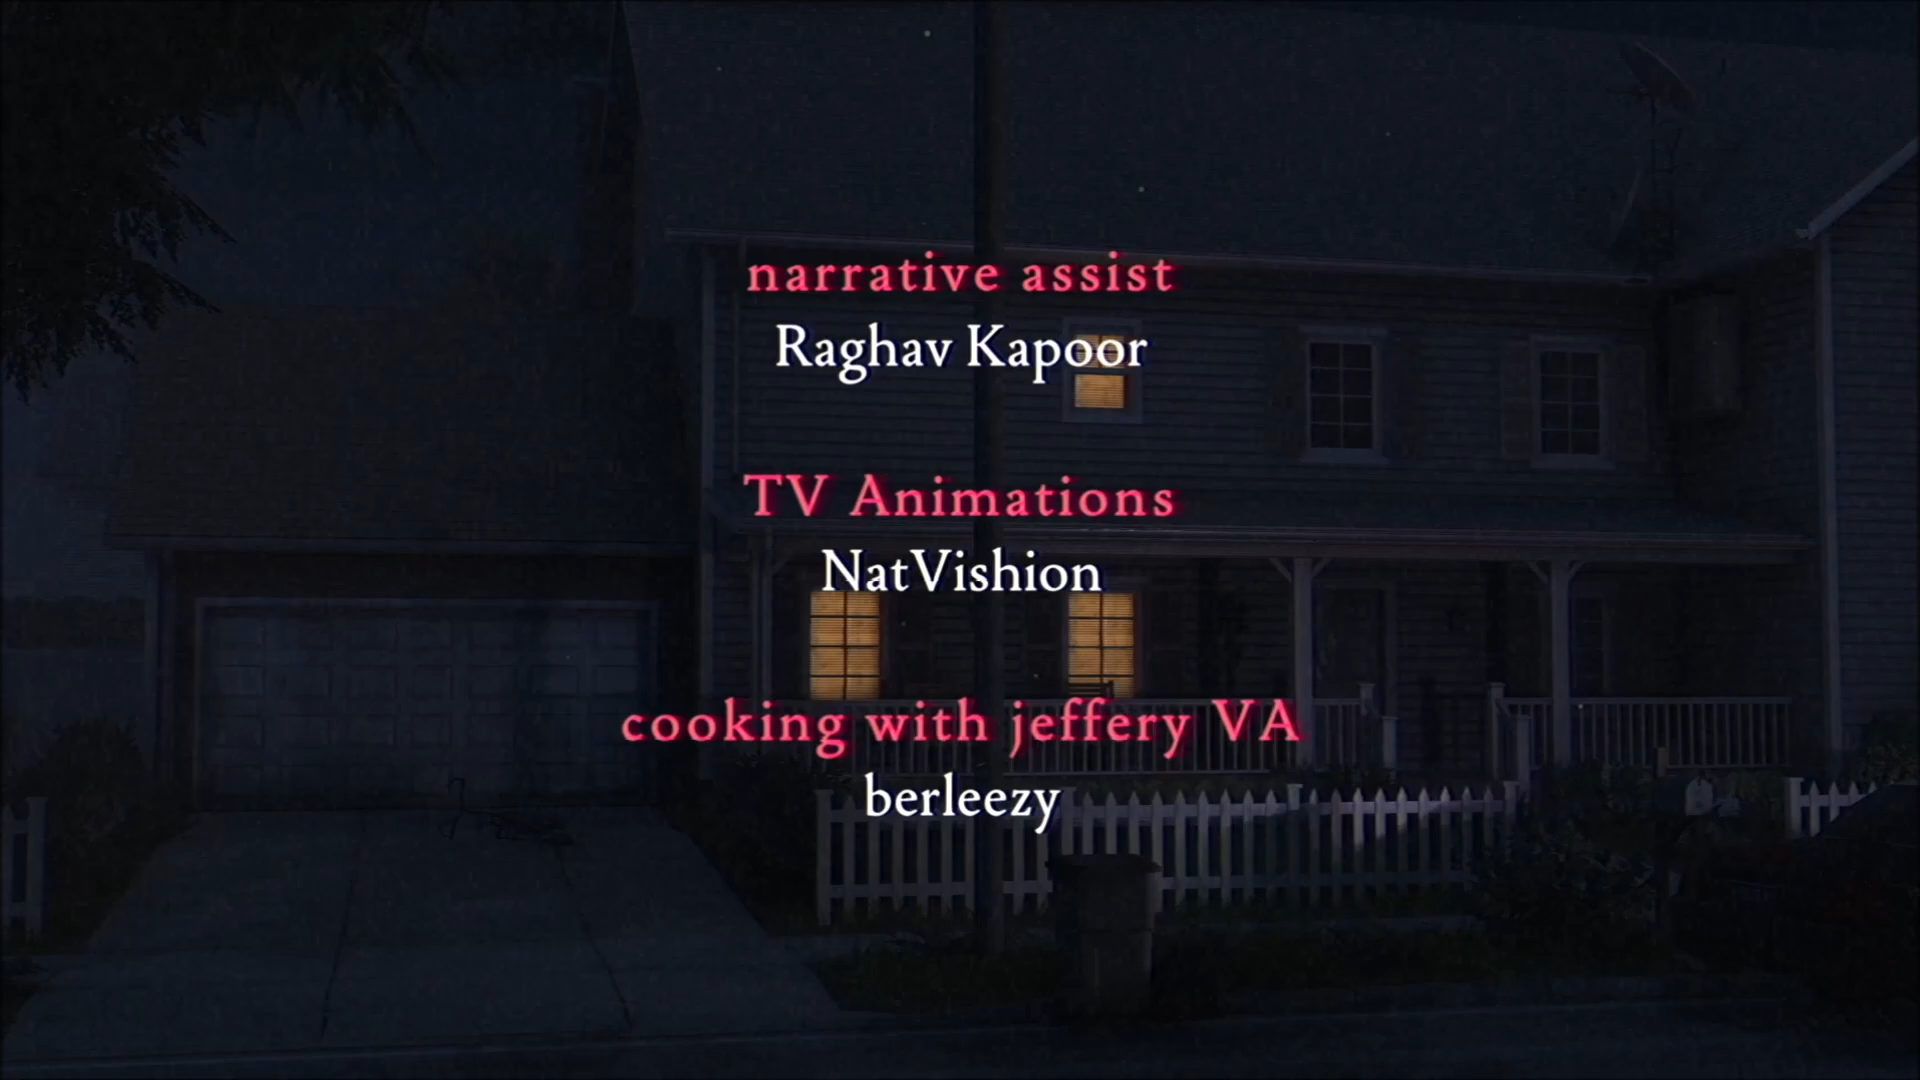 narrative assist
Raghav Kapoor
TV Animations
NatVishion
cooking with jeffery VA
berleezy